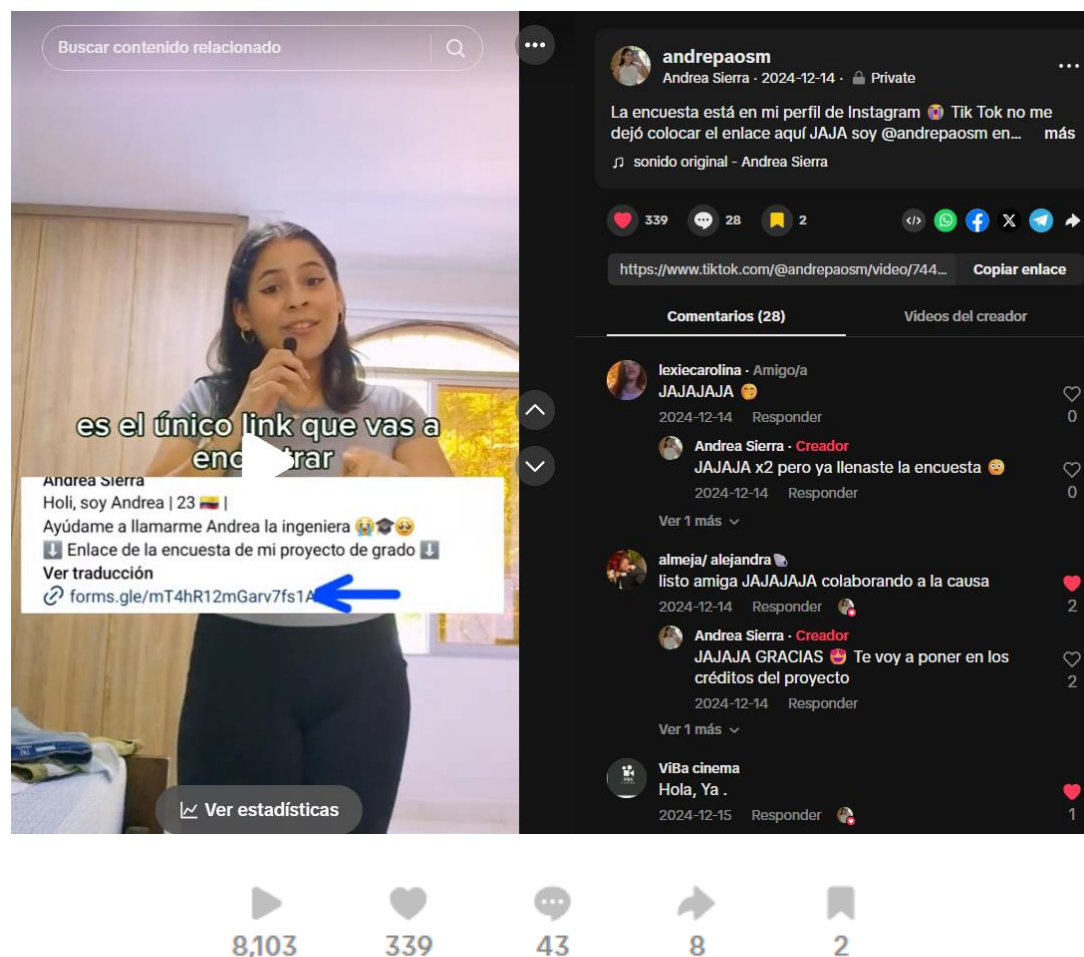 Buscar contenido relacionado
es el único link que vas a
encontrar
Andrea Sierra
Holi, soy Andrea | 23 🇨🇴 |
Ayúdame a llamarme Andrea la ingeniera 😭🎓🥹
⬇️ Enlace de la encuesta de mi proyecto de grado ⬇️
Ver traducción
forms.gle/mT4hR12mGarv7fs1A
Ver estadísticas
andrepaosm
Andrea Sierra · 2024-12-14 · Private
La encuesta está en mi perfil de Instagram 😭 Tik Tok no me
dejó colocar el enlace aquí JAJA soy @andrepaosm en... más
sonido original - Andrea Sierra
339 28 2
https://www.tiktok.com/@andrepaosm/video/744... Copiar enlace
Comentarios (28) Videos del creador
lexiecarolina · Amigo/a
JAJAJAJA 🤭
2024-12-14 Responder
0
Andrea Sierra · Creador
JAJAJA x2 pero ya llenaste la encuesta 😳
2024-12-14 Responder
0
Ver 1 más
almeja/ alejandra🐚
listo amiga JAJAJAJA colaborando a la causa
2024-12-14 Responder
2
Andrea Sierra · Creador
JAJAJA GRACIAS 🤩 Te voy a poner en los
créditos del proyecto
2024-12-14 Responder
2
Ver 1 más
ViBa cinema
Hola, Ya .
2024-12-15 Responder
1
8,103 339 43 8 2